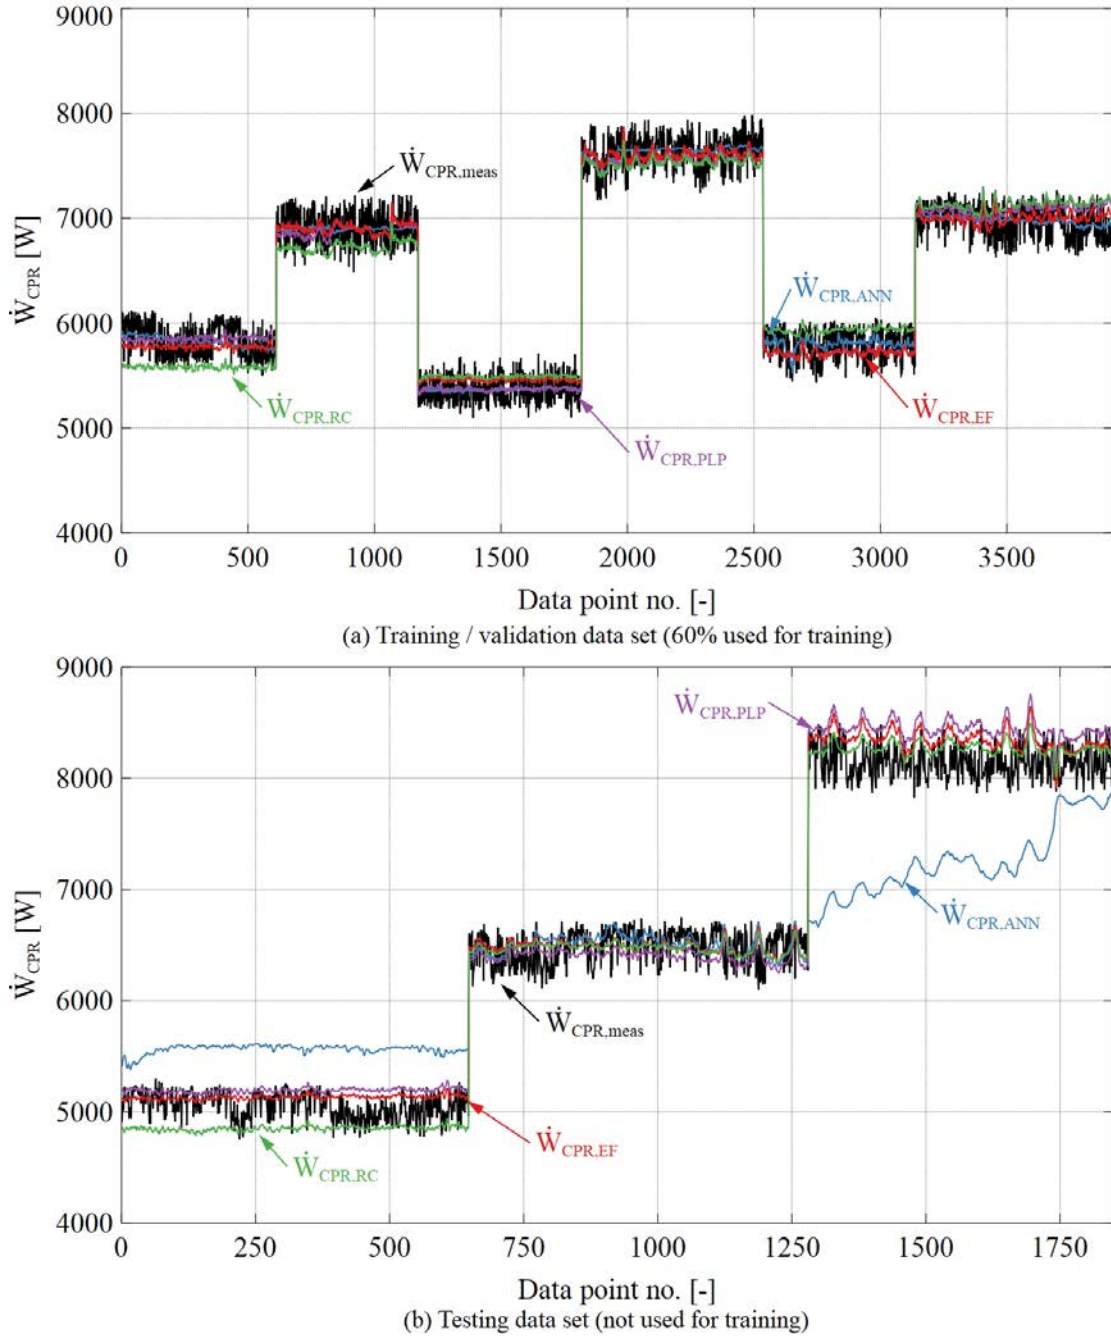 9000
8000
7000
6000
5000
4000
Ẇ_CPR [W]
Ẇ_CPR,meas
Ẇ_CPR,ANN
Ẇ_CPR,RC
Ẇ_CPR,EF
Ẇ_CPR,PLP
0 500 1000 1500 2000 2500 3000 3500
Data point no. [-]
(a) Training / validation data set (60% used for training)
9000
8000
7000
6000
5000
4000
Ẇ_CPR [W]
Ẇ_CPR,PLP
Ẇ_CPR,ANN
Ẇ_CPR,meas
Ẇ_CPR,EF
Ẇ_CPR,RC
0 250 500 750 1000 1250 1500 1750
Data point no. [-]
(b) Testing data set (not used for training)